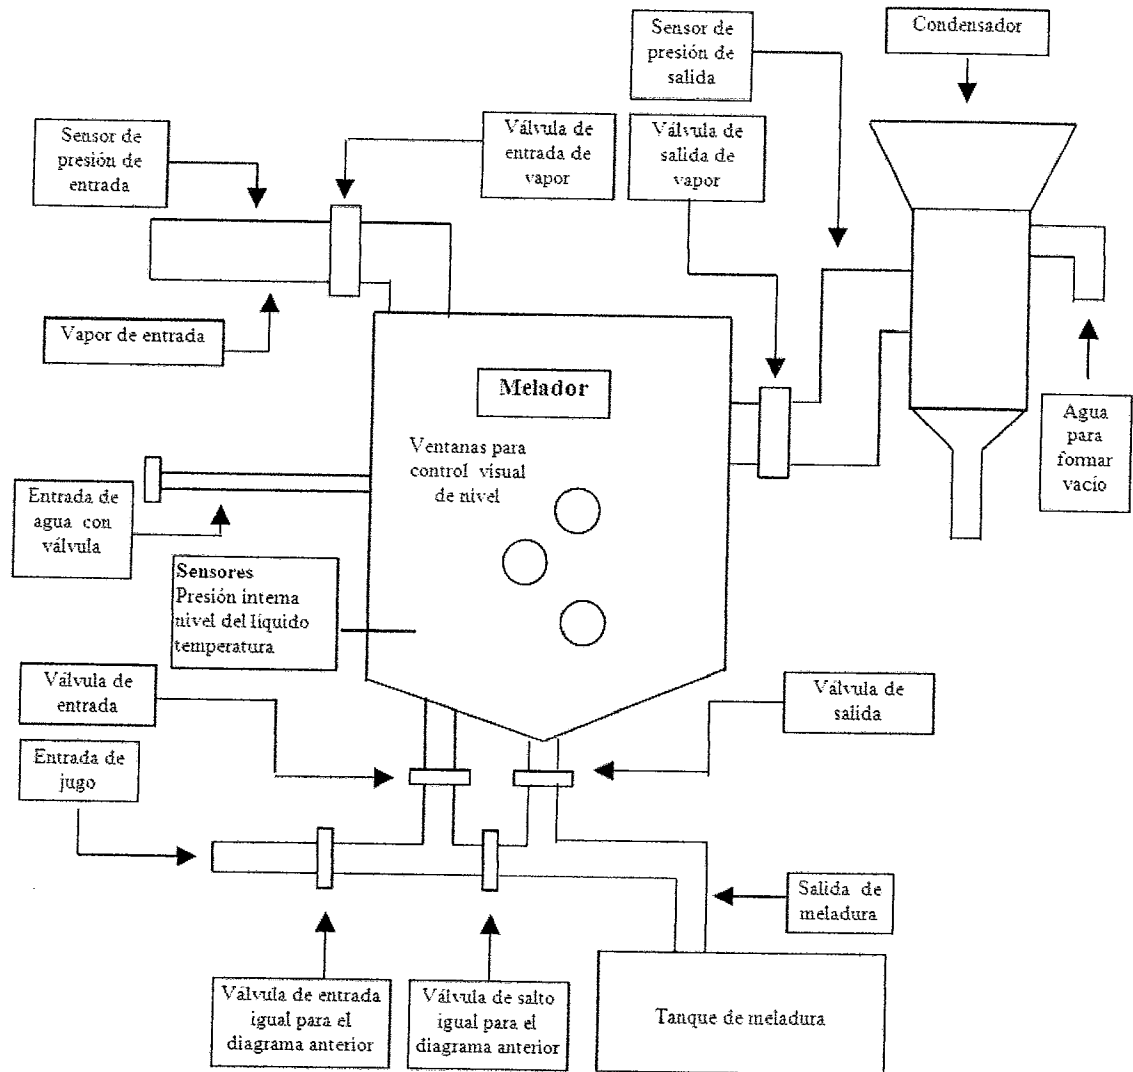 Sensor de
presión de
salida
Condensador
Sensor de
presión de
entrada
Válvula de
entrada de
vapor
Válvula de
salida de
vapor
Vapor de entrada
Melador
Ventanas para
control visual
de nivel
Agua
para
formar
vacío
Entrada de
agua con
válvula
Sensores
Presión interna
nivel del líquido
temperatura
Válvula de
entrada
Válvula de
salida
Entrada de
jugo
Salida de
meladura
Válvula de entrada
igual para el
diagrama anterior
Válvula de salto
igual para el
diagrama anterior
Tanque de meladura